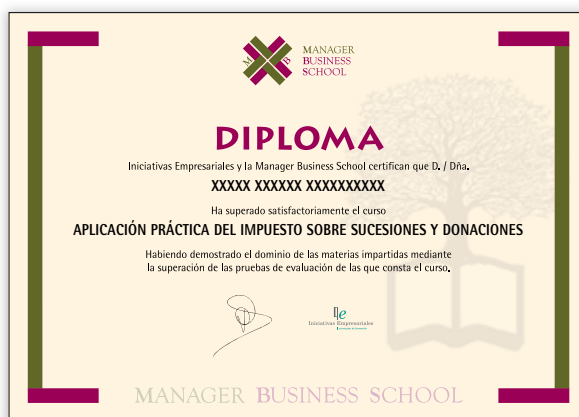 M B
MANAGER
BUSINESS
SCHOOL
DIPLOMA
Iniciativas Empresariales y la Manager Business School certifican que D. / Dña.
XXXXX XXXXXX XXXXXXXXXX
Ha superado satisfactoriamente el curso
APLICACIÓN PRÁCTICA DEL IMPUESTO SOBRE SUCESIONES Y DONACIONES
Habiendo demostrado el dominio de las materias impartidas mediante
la superación de las pruebas de evaluación de las que consta el curso.
Ie
Iniciativas Empresariales
MANAGER BUSINESS SCHOOL